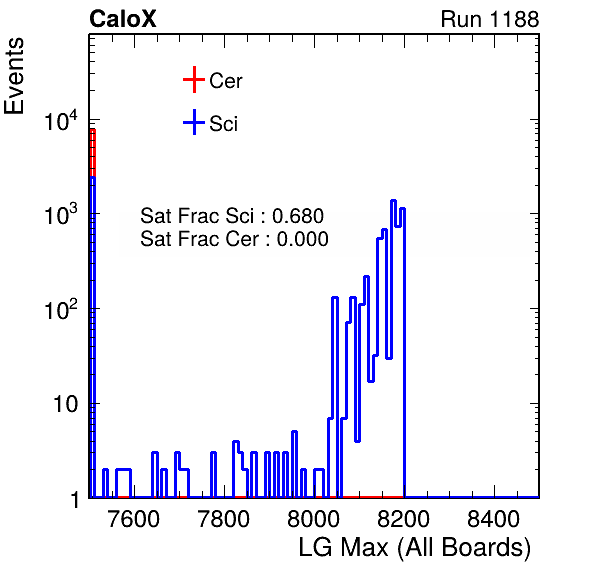 CaloX Run 1188
Events
Cer
Sci
Sat Frac Sci : 0.680
Sat Frac Cer : 0.000
10^4
10^3
10^2
10
1
7600 7800 8000 8200 8400
LG Max (All Boards)